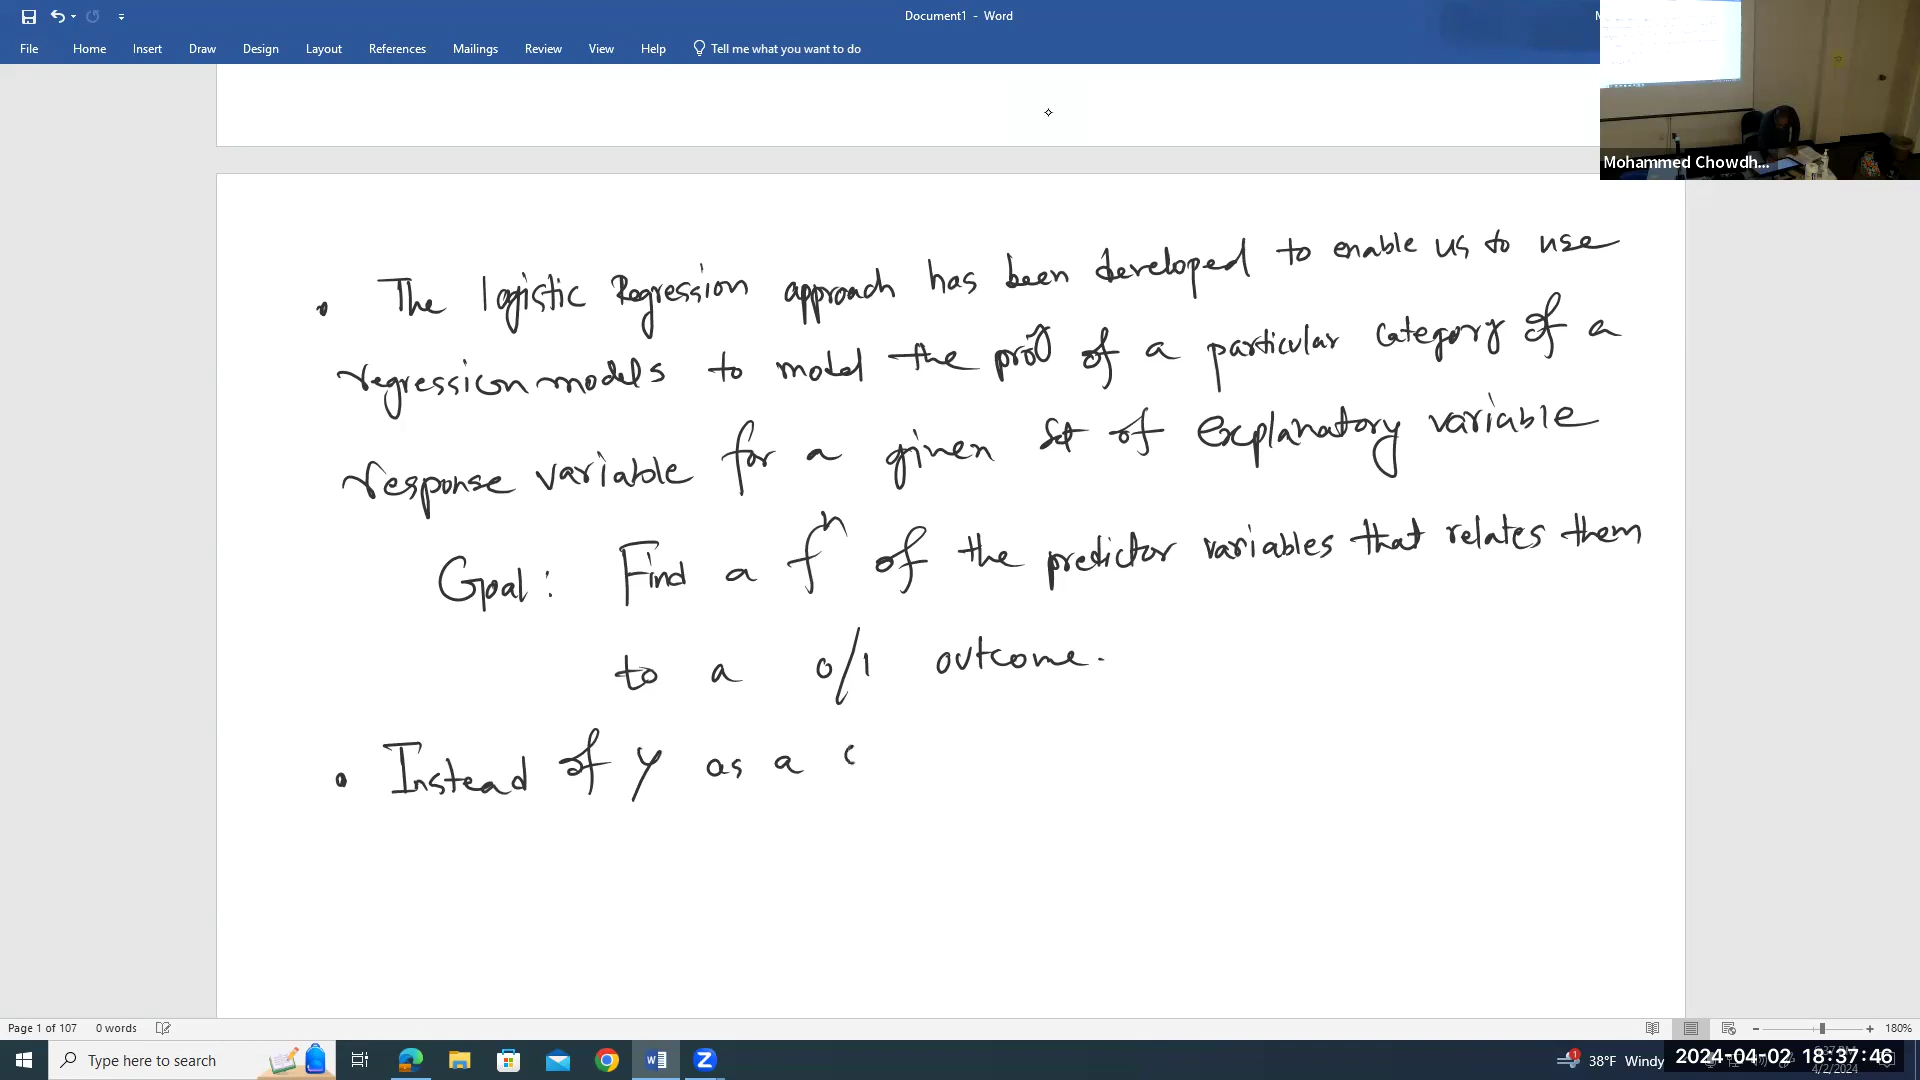 Document1 - Word
File Home Insert Draw Design Layout References Mailings Review View Help Tell me what you want to do
Mohammed Chowdh...
• The logistic Regression approach has been developed to enable us to use
regression models to model the prob of a particular category of a
response variable for a given set of explanatory variable
Goal: Find a fⁿ of the predictor variables that relates them
to a 0/1 outcome.
• Instead of y as a
Page 1 of 107 0 words 180%
Type here to search
1 38°F Windy 2024-04-02 18:37:46
4/2/2024